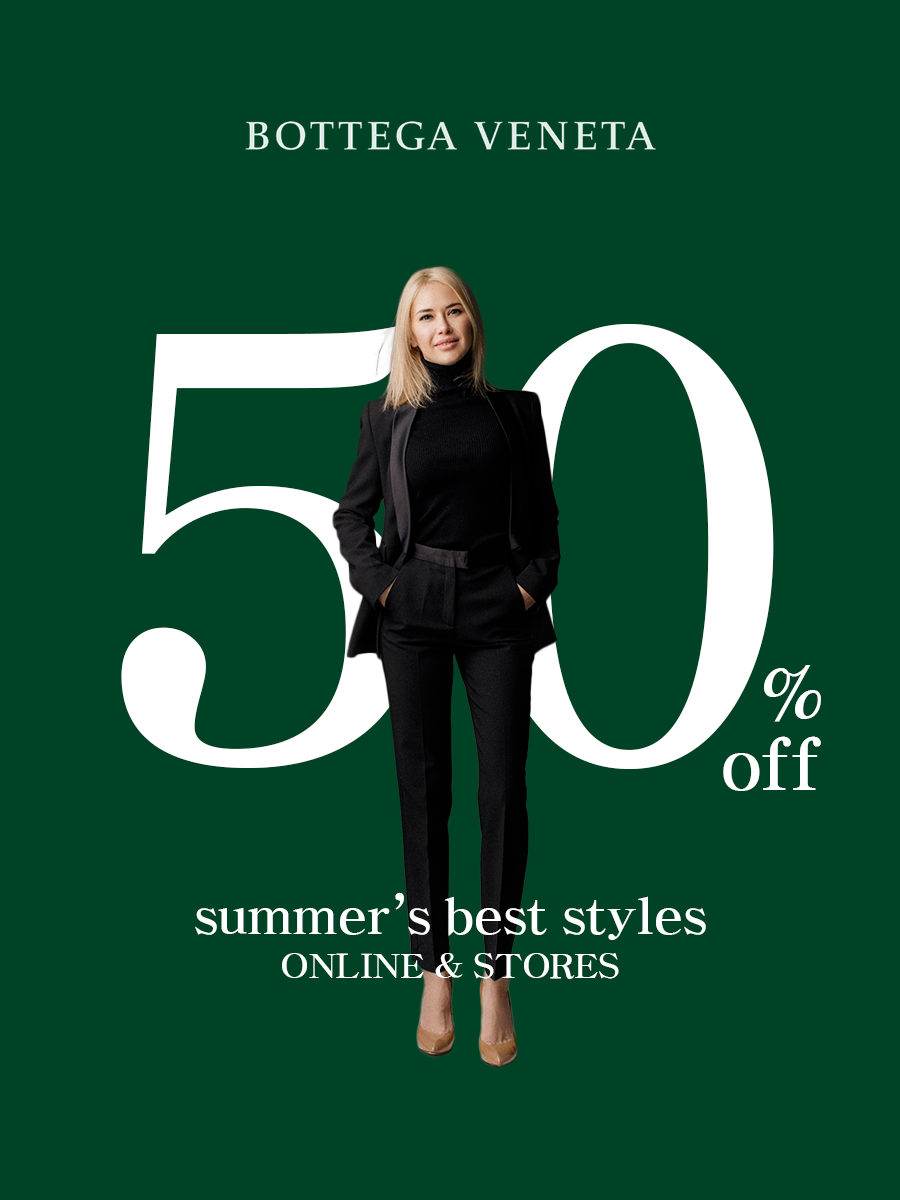 BOTTEGA VENETA
50
%
off
summer’s best styles
ONLINE & STORES